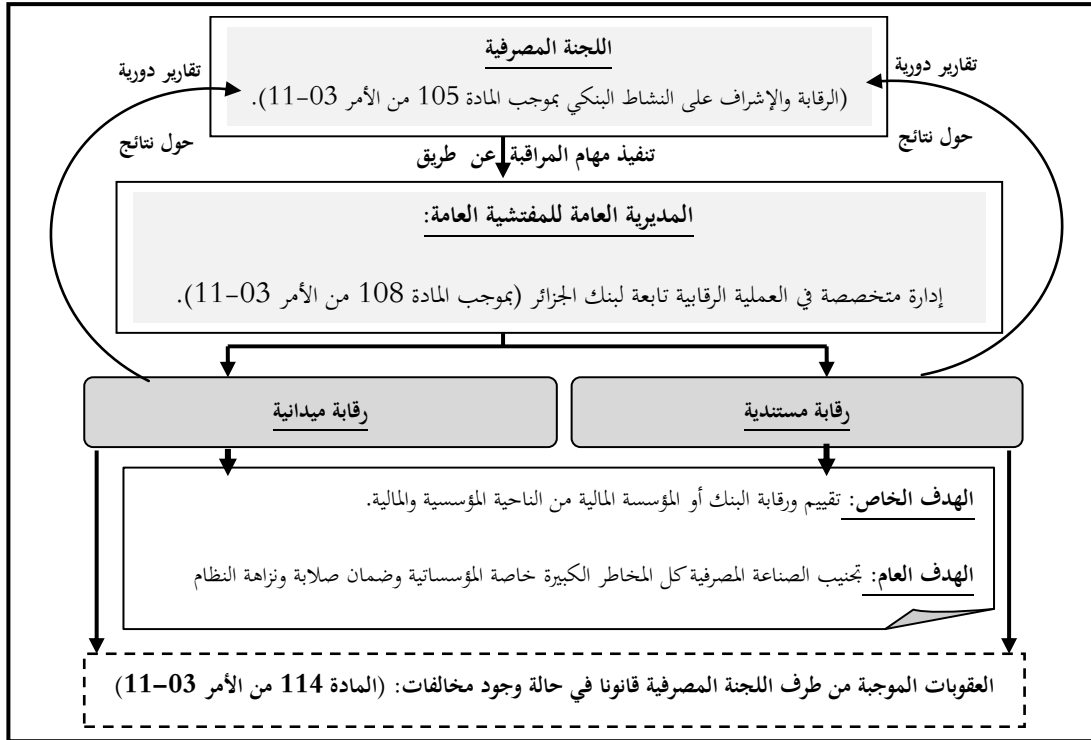 اللجنة المصرفية
(الرقابة والإشراف على النشاط البنكي بموجب المادة 105 من الأمر 03-11).
تقارير دورية
حول نتائج
تقارير دورية
حول نتائج
تنفيذ مهام المراقبة عن طريق
المديرية العامة للمفتشية العامة:
إدارة متخصصة في العملية الرقابية تابعة لبنك الجزائر (بموجب المادة 108 من الأمر 03-11).
رقابة مستندية
رقابة ميدانية
الهدف الخاص: تقييم ورقابة البنك أو المؤسسة المالية من الناحية المؤسسية والمالية.
الهدف العام: تجنيب الصناعة المصرفية كل المخاطر الكبيرة خاصة المؤسساتية وضمان صلابة ونزاهة النظام
العقوبات الموجبة من طرف اللجنة المصرفية قانونا في حالة وجود مخالفات: (المادة 114 من الأمر 03-11)